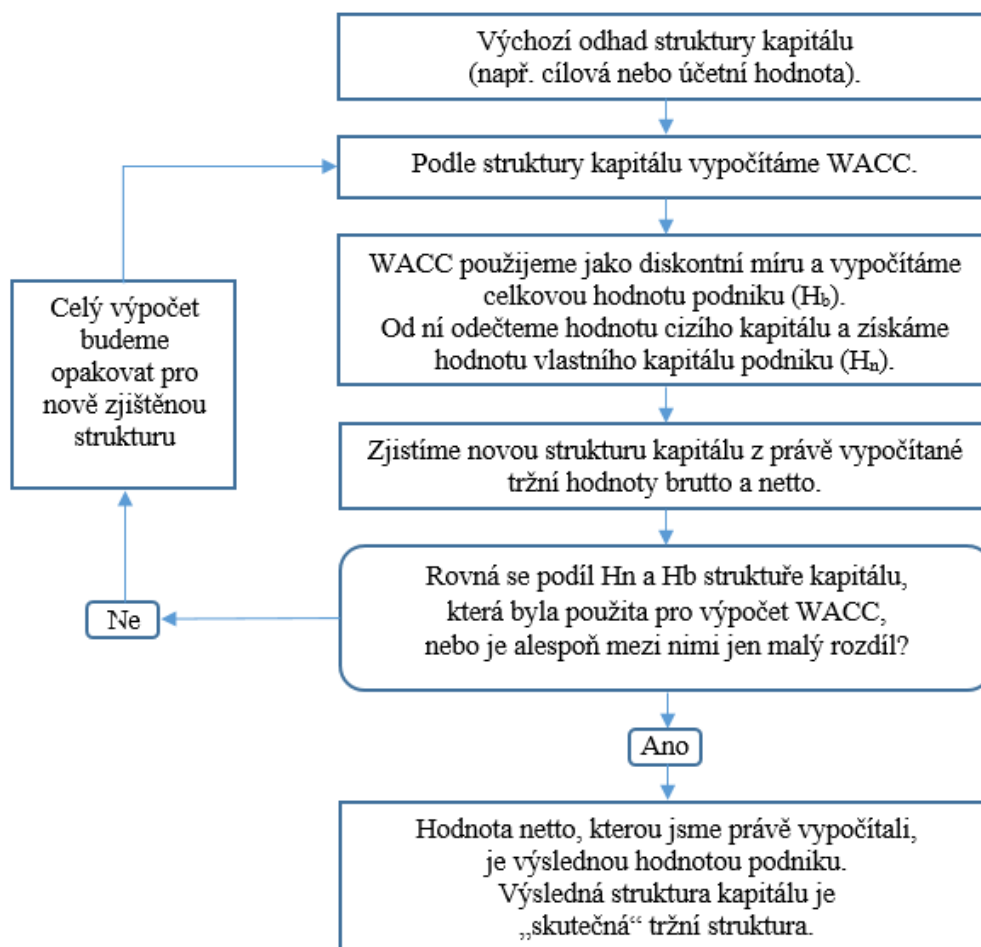 Výchozí odhad struktury kapitálu
(např. cílová nebo účetní hodnota).
Podle struktury kapitálu vypočítáme WACC.
WACC použijeme jako diskontní míru a vypočítáme
celkovou hodnotu podniku (Hb).
Od ní odečteme hodnotu cizího kapitálu a získáme
hodnotu vlastního kapitálu podniku (Hn).
Celý výpočet
budeme
opakovat pro
nově zjištěnou
strukturu
Zjistíme novou strukturu kapitálu z právě vypočítané
tržní hodnoty brutto a netto.
Rovná se podíl Hn a Hb struktuře kapitálu,
která byla použita pro výpočet WACC,
nebo je alespoň mezi nimi jen malý rozdíl?
Ne
Ano
Hodnota netto, kterou jsme právě vypočítali,
je výslednou hodnotou podniku.
Výsledná struktura kapitálu je
„skutečná“ tržní struktura.